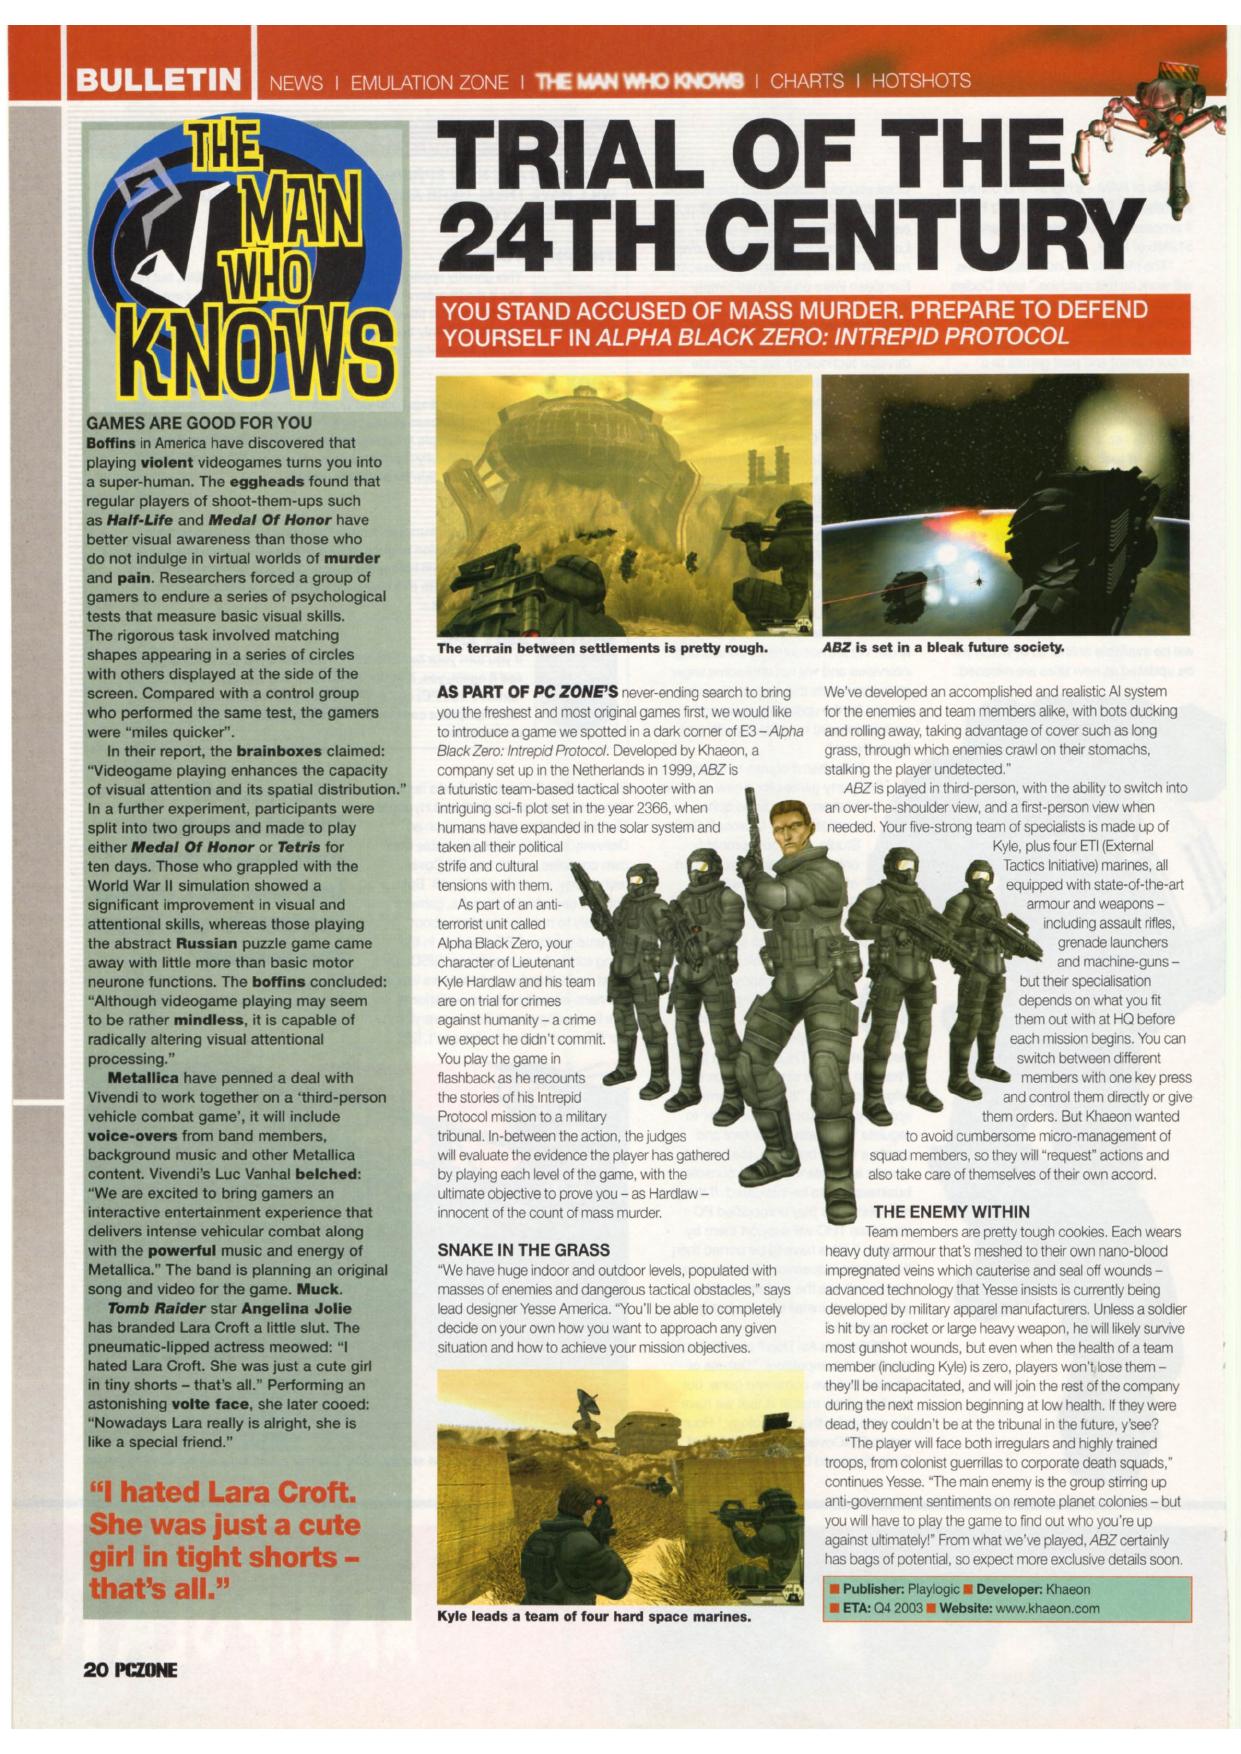 BULLETIN
NEWS | EMULATION ZONE | THE MAN WHO KNOWS | CHARTS | HOTSHOTS
THE
MAN
WHO
KNOWS
GAMES ARE GOOD FOR YOU
Boffins in America have discovered that
playing violent videogames turns you into
a super-human. The eggheads found that
regular players of shoot-them-ups such
as Half-Life and Medal Of Honor have
better visual awareness than those who
do not indulge in virtual worlds of murder
and pain. Researchers forced a group of
gamers to endure a series of psychological
tests that measure basic visual skills.
The rigorous task involved matching
shapes appearing in a series of circles
with others displayed at the side of the
screen. Compared with a control group
who performed the same test, the gamers
were “miles quicker”.
In their report, the brainboxes claimed:
“Videogame playing enhances the capacity
of visual attention and its spatial distribution.”
In a further experiment, participants were
split into two groups and made to play
either Medal Of Honor or Tetris for
ten days. Those who grappled with the
World War II simulation showed a
significant improvement in visual and
attentional skills, whereas those playing
the abstract Russian puzzle game came
away with little more than basic motor
neurone functions. The boffins concluded:
“Although videogame playing may seem
to be rather mindless, it is capable of
radically altering visual attentional
processing.”
Metallica have penned a deal with
Vivendi to work together on a ‘third-person
vehicle combat game’, it will include
voice-overs from band members,
background music and other Metallica
content. Vivendi’s Luc Vanhal belched:
“We are excited to bring gamers an
interactive entertainment experience that
delivers intense vehicular combat along
with the powerful music and energy of
Metallica.” The band is planning an original
song and video for the game. Muck.
Tomb Raider star Angelina Jolie
has branded Lara Croft a little slut. The
pneumatic-lipped actress meowed: “I
hated Lara Croft. She was just a cute girl
in tiny shorts – that’s all.” Performing an
astonishing volte face, she later cooed:
“Nowadays Lara really is alright, she is
like a special friend.”
“I hated Lara Croft.
She was just a cute
girl in tight shorts –
that’s all.”
TRIAL OF THE
24TH CENTURY
YOU STAND ACCUSED OF MASS MURDER. PREPARE TO DEFEND
YOURSELF IN ALPHA BLACK ZERO: INTREPID PROTOCOL
The terrain between settlements is pretty rough.
ABZ is set in a bleak future society.
AS PART OF PC ZONE’S never-ending search to bring
you the freshest and most original games first, we would like
to introduce a game we spotted in a dark corner of E3 – Alpha
Black Zero: Intrepid Protocol. Developed by Khaeon, a
company set up in the Netherlands in 1999, ABZ is
a futuristic team-based tactical shooter with an
intriguing sci-fi plot set in the year 2366, when
humans have expanded in the solar system and
taken all their political
strife and cultural
tensions with them.
As part of an anti-
terrorist unit called
Alpha Black Zero, your
character of Lieutenant
Kyle Hardlaw and his team
are on trial for crimes
against humanity – a crime
we expect he didn’t commit.
You play the game in
flashback as he recounts
the stories of his Intrepid
Protocol mission to a military
tribunal. In-between the action, the judges
will evaluate the evidence the player has gathered
by playing each level of the game, with the
ultimate objective to prove you – as Hardlaw –
innocent of the count of mass murder.
SNAKE IN THE GRASS
“We have huge indoor and outdoor levels, populated with
masses of enemies and dangerous tactical obstacles,” says
lead designer Yesse America. “You’ll be able to completely
decide on your own how you want to approach any given
situation and how to achieve your mission objectives.
Kyle leads a team of four hard space marines.
We’ve developed an accomplished and realistic AI system
for the enemies and team members alike, with bots ducking
and rolling away, taking advantage of cover such as long
grass, through which enemies crawl on their stomachs,
stalking the player undetected.”
ABZ is played in third-person, with the ability to switch into
an over-the-shoulder view, and a first-person view when
needed. Your five-strong team of specialists is made up of
Kyle, plus four ETI (External
Tactics Initiative) marines, all
equipped with state-of-the-art
armour and weapons –
including assault rifles,
grenade launchers
and machine-guns –
but their specialisation
depends on what you fit
them out with at HQ before
each mission begins. You can
switch between different
members with one key press
and control them directly or give
them orders. But Khaeon wanted
to avoid cumbersome micro-management of
squad members, so they will “request” actions and
also take care of themselves of their own accord.
THE ENEMY WITHIN
Team members are pretty tough cookies. Each wears
heavy duty armour that’s meshed to their own nano-blood
impregnated veins which cauterise and seal off wounds –
advanced technology that Yesse insists is currently being
developed by military apparel manufacturers. Unless a soldier
is hit by an rocket or large heavy weapon, he will likely survive
most gunshot wounds, but even when the health of a team
member (including Kyle) is zero, players won’t lose them –
they’ll be incapacitated, and will join the rest of the company
during the next mission beginning at low health. If they were
dead, they couldn’t be at the tribunal in the future, y’see?
“The player will face both irregulars and highly trained
troops, from colonist guerrillas to corporate death squads,”
continues Yesse. “The main enemy is the group stirring up
anti-government sentiments on remote planet colonies – but
you will have to play the game to find out who you’re up
against ultimately!” From what we’ve played, ABZ certainly
has bags of potential, so expect more exclusive details soon.
Publisher: Playlogic Developer: Khaeon
ETA: Q4 2003 Website: www.khaeon.com
20 PCZONE